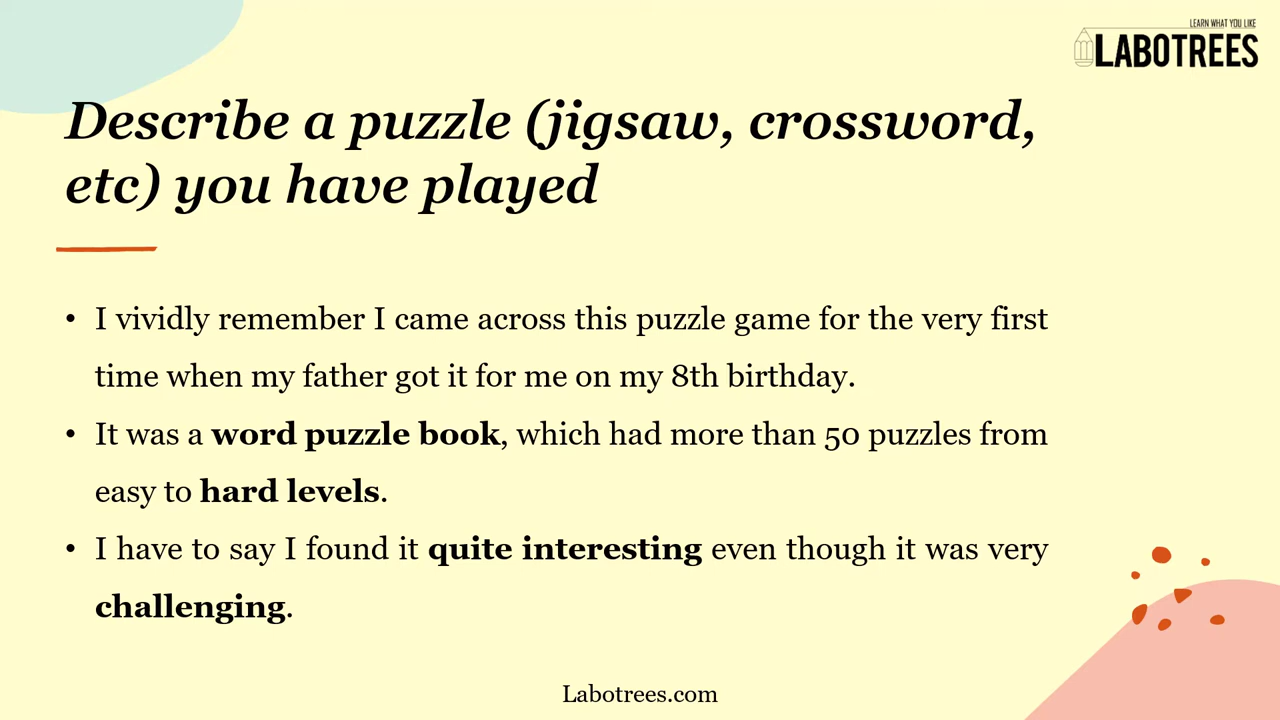 LEARN WHAT YOU LIKE
LABOTREES
Describe a puzzle (jigsaw, crossword,
etc) you have played
• I vividly remember I came across this puzzle game for the very first
time when my father got it for me on my 8th birthday.
• It was a word puzzle book, which had more than 50 puzzles from
easy to hard levels.
• I have to say I found it quite interesting even though it was very
challenging.
Labotrees.com